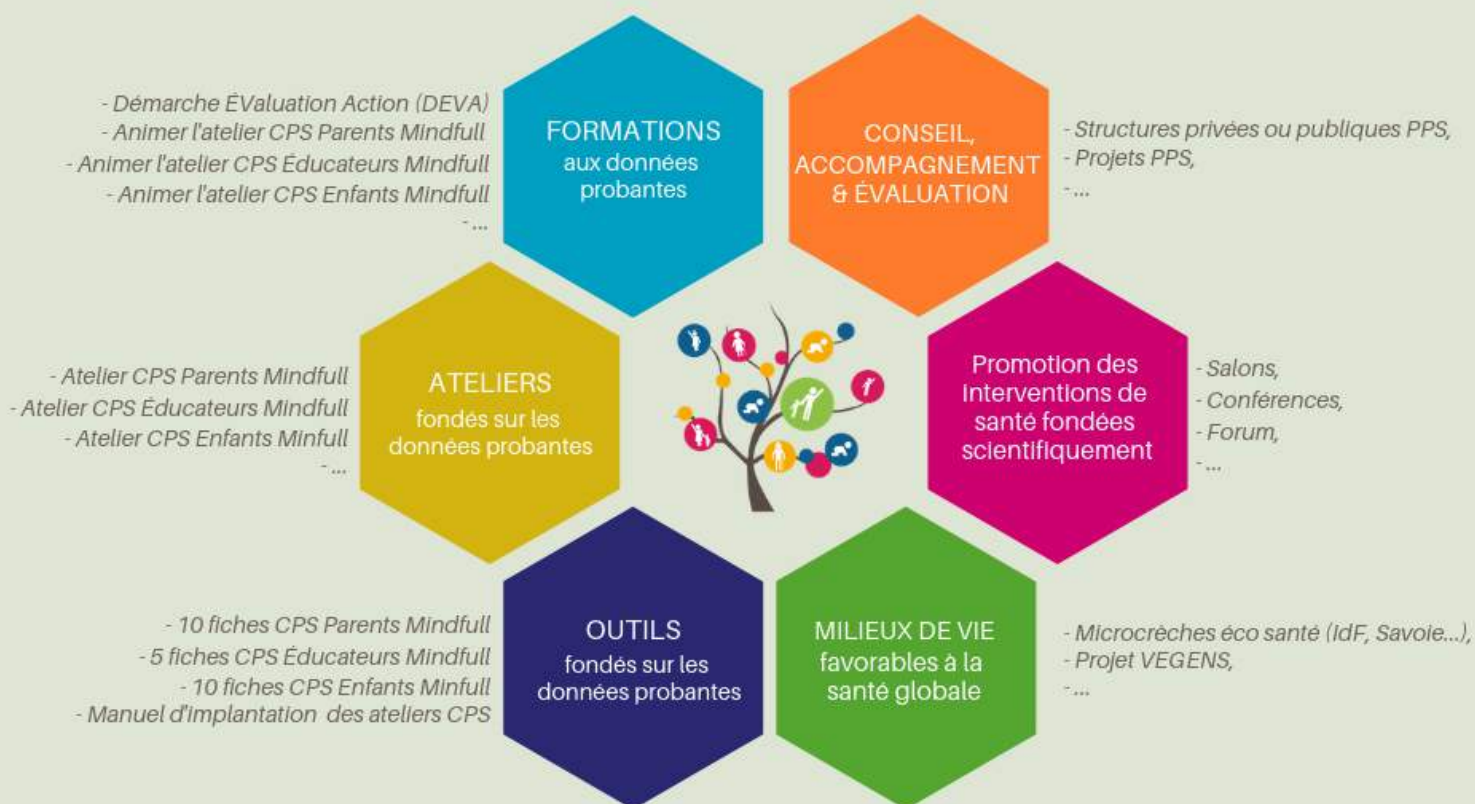 - Démarche ÉValuation Action (DEVA)
- Animer l'atelier CPS Parents Mindfull
- Animer l'atelier CPS Éducateurs Mindfull
- Animer l'atelier CPS Enfants Mindfull
- ...
FORMATIONS
aux données
probantes
CONSEIL,
ACCOMPAGNEMENT
& ÉVALUATION
- Structures privées ou publiques PPS,
- Projets PPS,
- ...
- Atelier CPS Parents Mindfull
- Atelier CPS Éducateurs Mindfull
- Atelier CPS Enfants Minfull
- ...
ATELIERS
fondés sur les
données probantes
Promotion des
interventions de
santé fondées
scientifiquement
- Salons,
- Conférences,
- Forum,
- ...
- 10 fiches CPS Parents Mindfull
- 5 fiches CPS Éducateurs Mindfull
- 10 fiches CPS Enfants Minfull
- Manuel d'implantation des ateliers CPS
OUTILS
fondés sur les
données probantes
MILIEUX DE VIE
favorables à la
santé globale
- Microcrèches éco santé (IdF, Savoie...),
- Projet VEGENS,
- ...